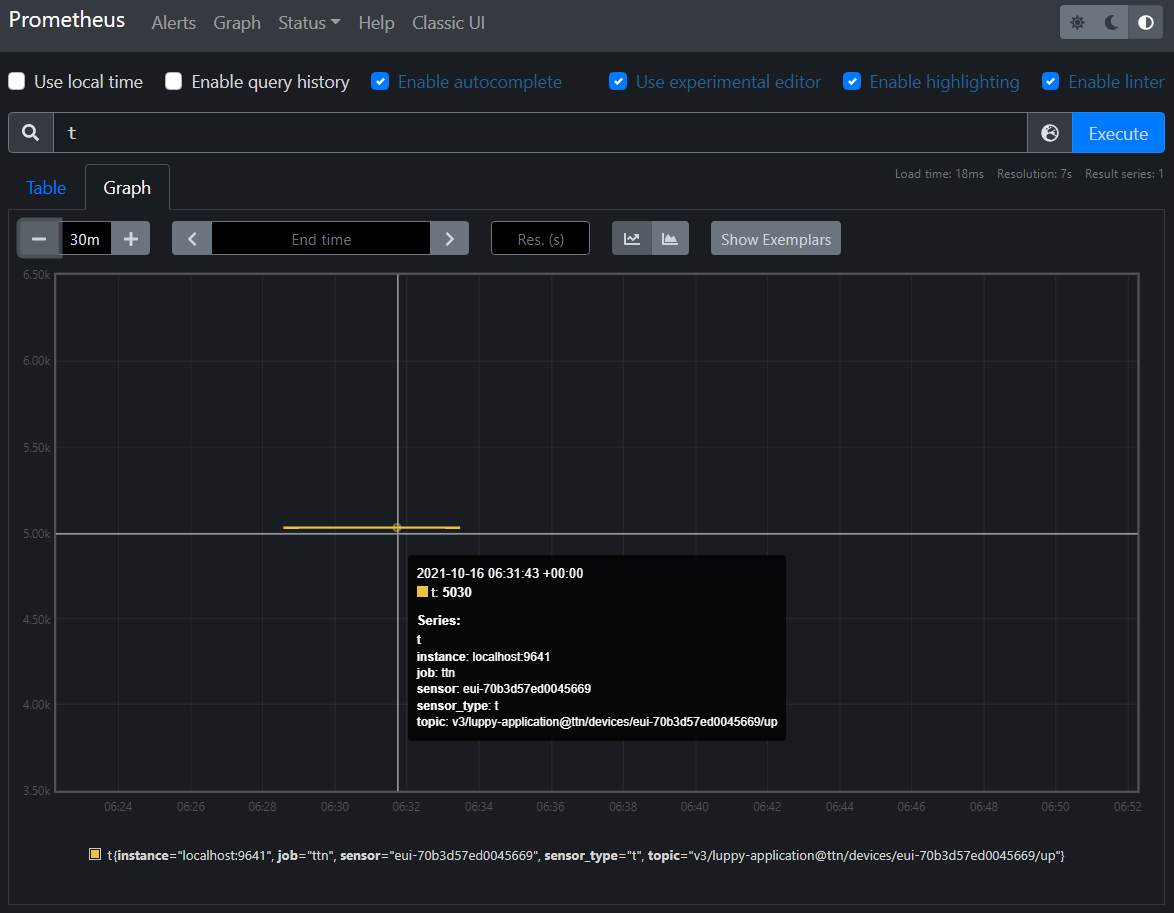 Prometheus Alerts Graph Status Help Classic UI
Use local time Enable query history Enable autocomplete Use experimental editor Enable highlighting Enable linter
t Execute
Load time: 18ms Resolution: 7s Result series: 1
Table Graph
30m End time Res. (s) Show Exemplars
6.50k
6.00k
5.50k
5.00k
4.50k
4.00k
3.50k
2021-10-16 06:31:43 +00:00
t: 5030
Series:
t
instance: localhost:9641
job: ttn
sensor: eui-70b3d57ed0045669
sensor_type: t
topic: v3/luppy-application@ttn/devices/eui-70b3d57ed0045669/up
06:24 06:26 06:28 06:30 06:32 06:34 06:36 06:38 06:40 06:42 06:44 06:46 06:48 06:50 06:52
t{instance="localhost:9641", job="ttn", sensor="eui-70b3d57ed0045669", sensor_type="t", topic="v3/luppy-application@ttn/devices/eui-70b3d57ed0045669/up"}